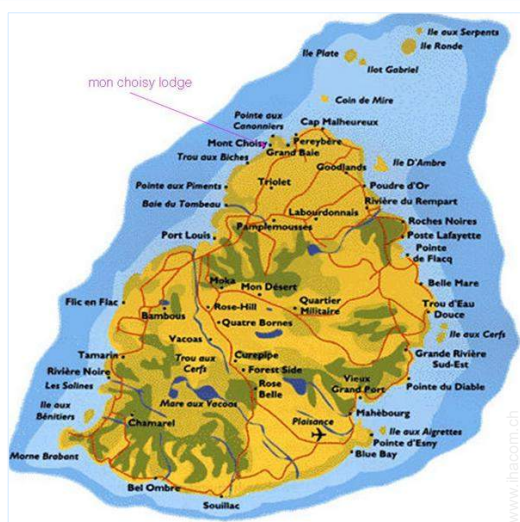 Ile aux Serpents
Ile Plate
Ile Ronde
Ilot Gabriel
mon choisy lodge
Coin de Mire
Pointe aux
Canonniers
Cap Malheureux
Mont Choisy
Pereybère
Grand Baie
Trou aux Biches
Goodlands
Ile D'Ambre
Pointe aux Piments
Triolet
Poudre d'Or
Baie du Tombeau
Rivière du Rempart
Labourdonnais
Pamplemousses
Roches Noires
Port Louis
Poste Lafayette
Pointe
de Flacq
Moka
Mon Désert
Belle Mare
Flic en Flac
Rose-Hill
Quartier
Militaire
Trou d'Eau
Douce
Bambous
Quatre Bornes
Ile aux Cerfs
Vacoas
Tamarin
Trou aux
Cerfs
Curepipe
Grande Rivière
Sud-Est
Rivière Noire
Forest Side
Les Salines
Rose
Belle
Vieux
Grand Port
Pointe du Diable
Ile aux
Bénitiers
Mare aux Vacoas
Mahèbourg
Chamarel
Plaisance
Ile aux Aigrettes
Pointe d'Esny
Morne Brabant
Blue Bay
Bel Ombre
Souillac
www.ihacom.ch